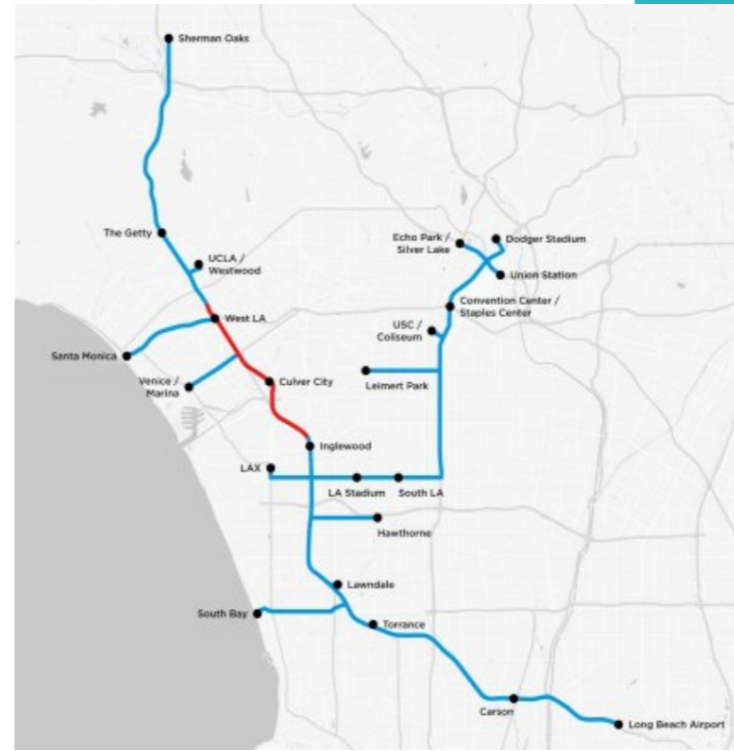 Sherman Oaks
The Getty
UCLA /
Westwood
Echo Park /
Silver Lake
Dodger Stadium
Union Station
Convention Center /
Staples Center
West LA
USC /
Coliseum
Santa Monica
Venice /
Marina
Culver City
Leimert Park
Inglewood
LAX
LA Stadium
South LA
Hawthorne
Lawndale
South Bay
Torrance
Carson
Long Beach Airport